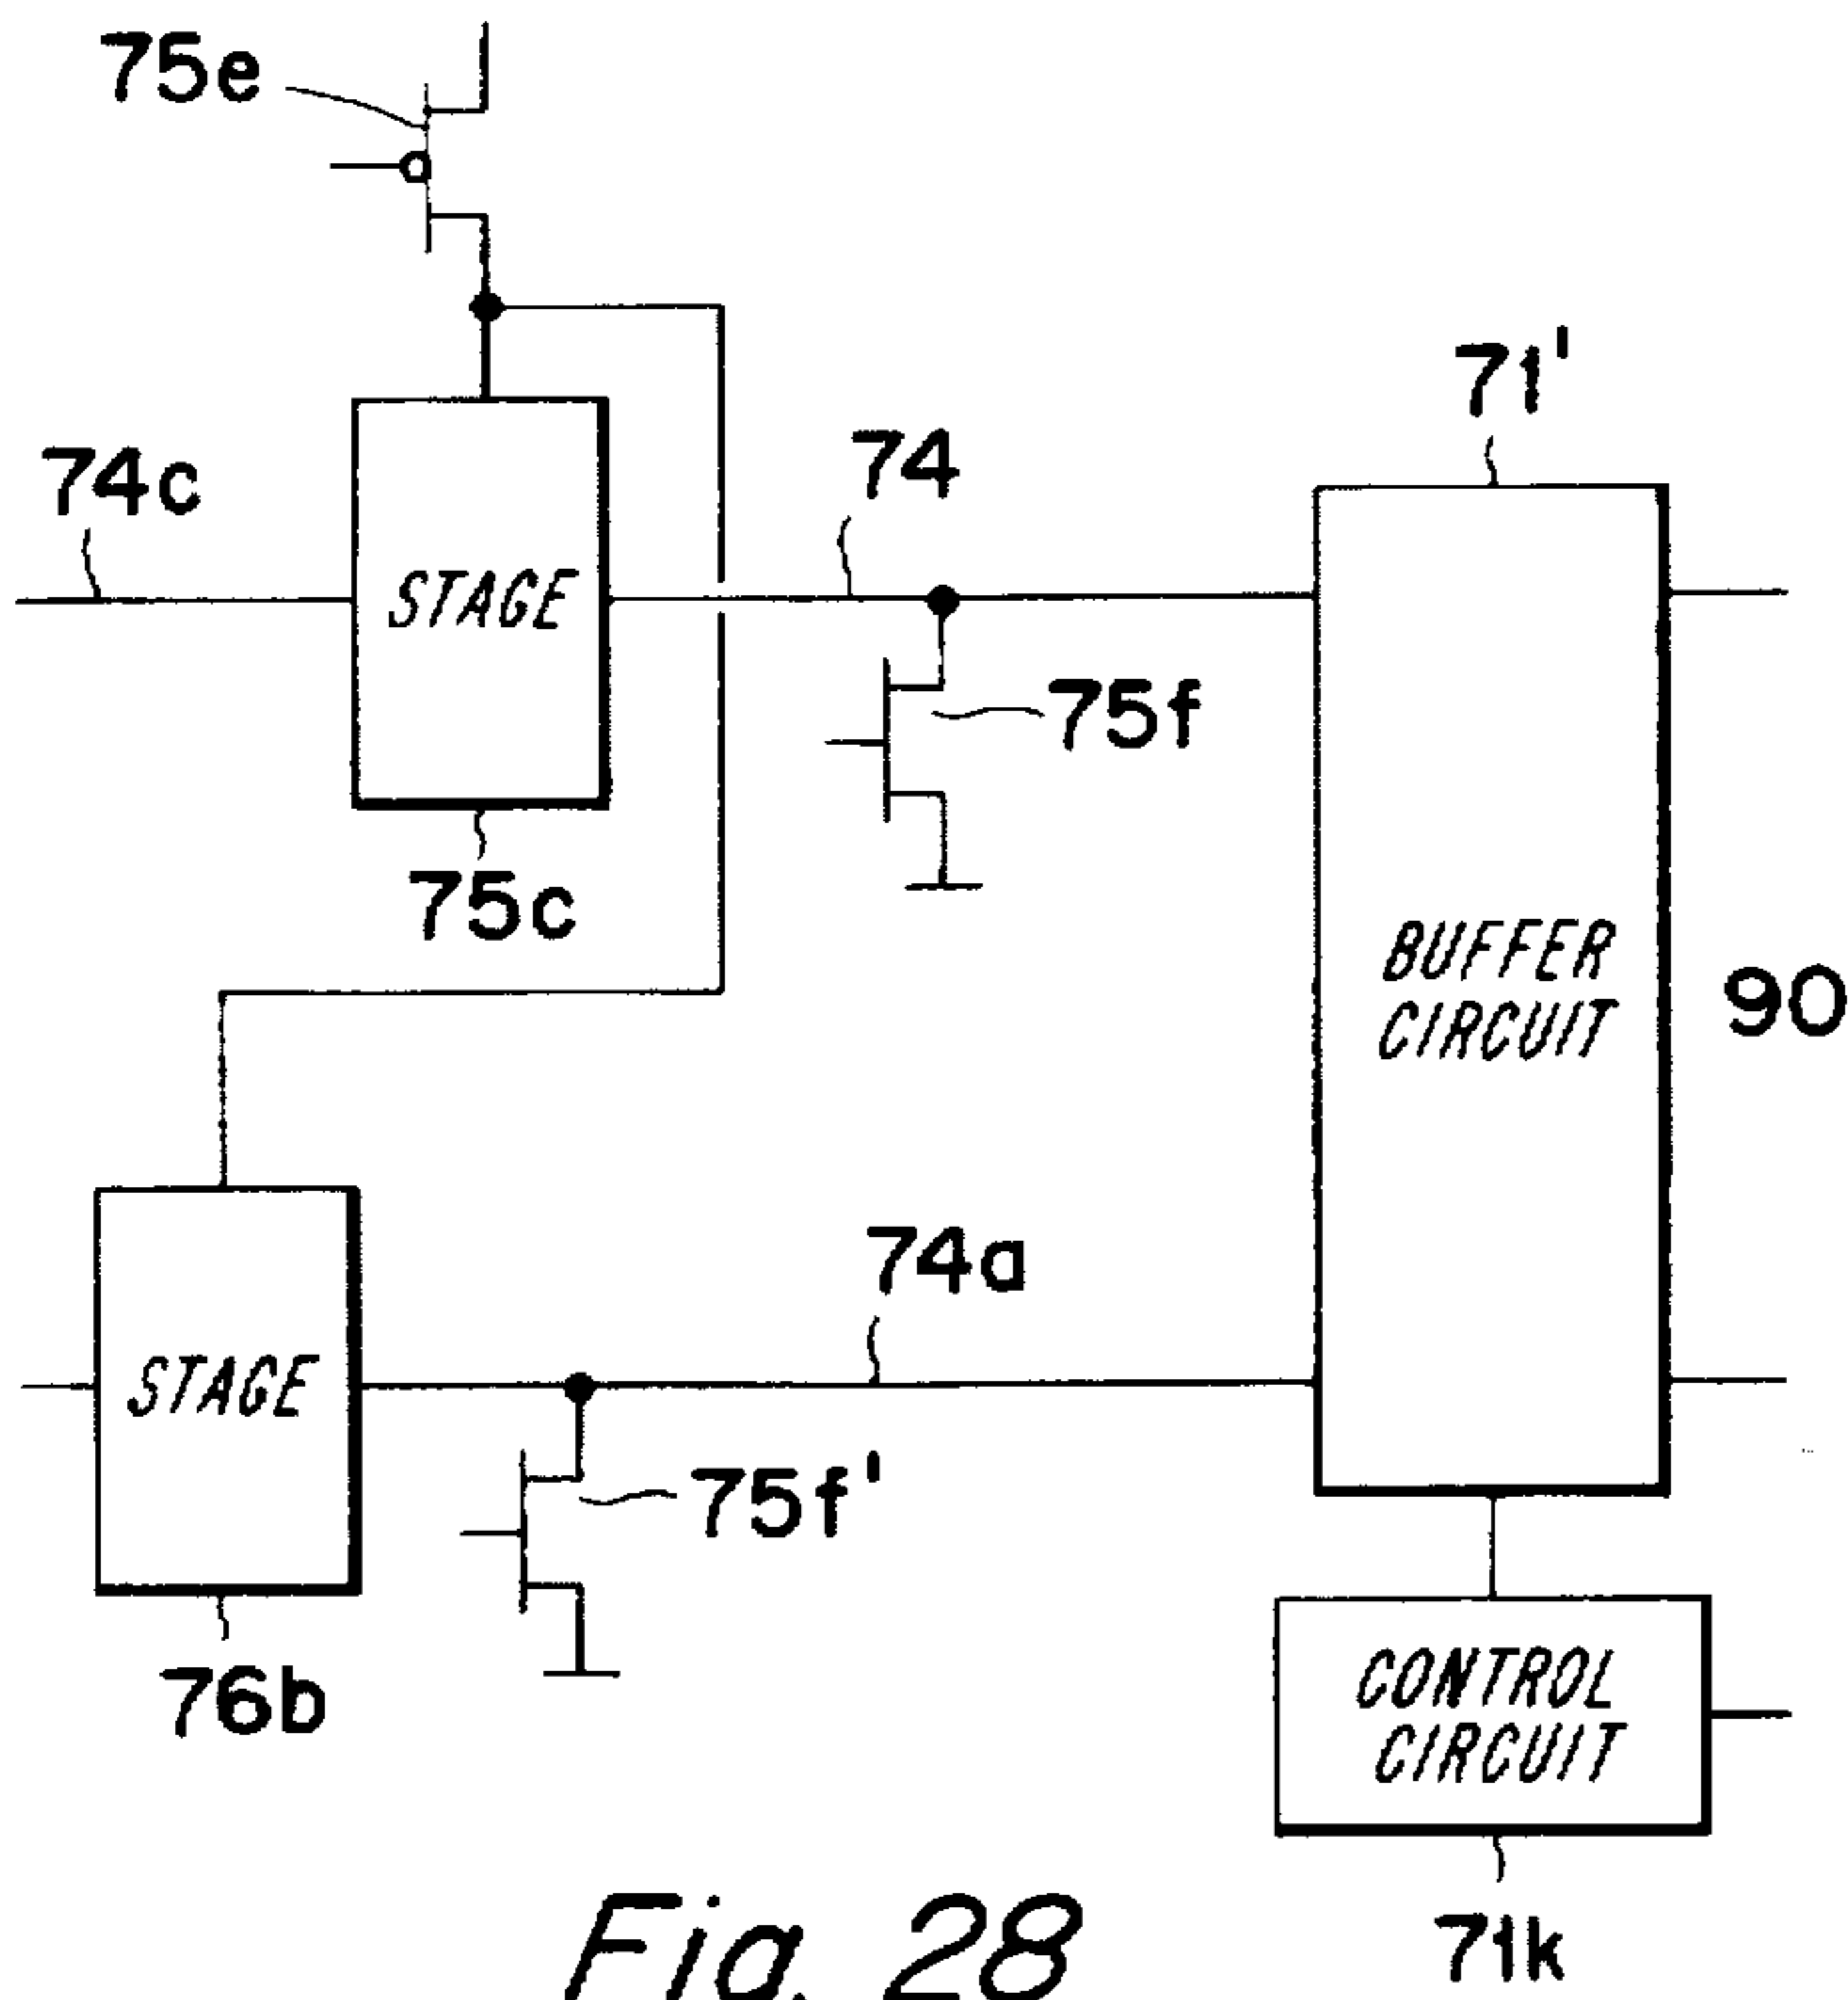 75e
71'
74c
74
STAGE
75f
75c
BUFFER
CIRCUIT
90
74a
STAGE
75f'
76b
CONTROL
CIRCUIT
71k
Fig. 28